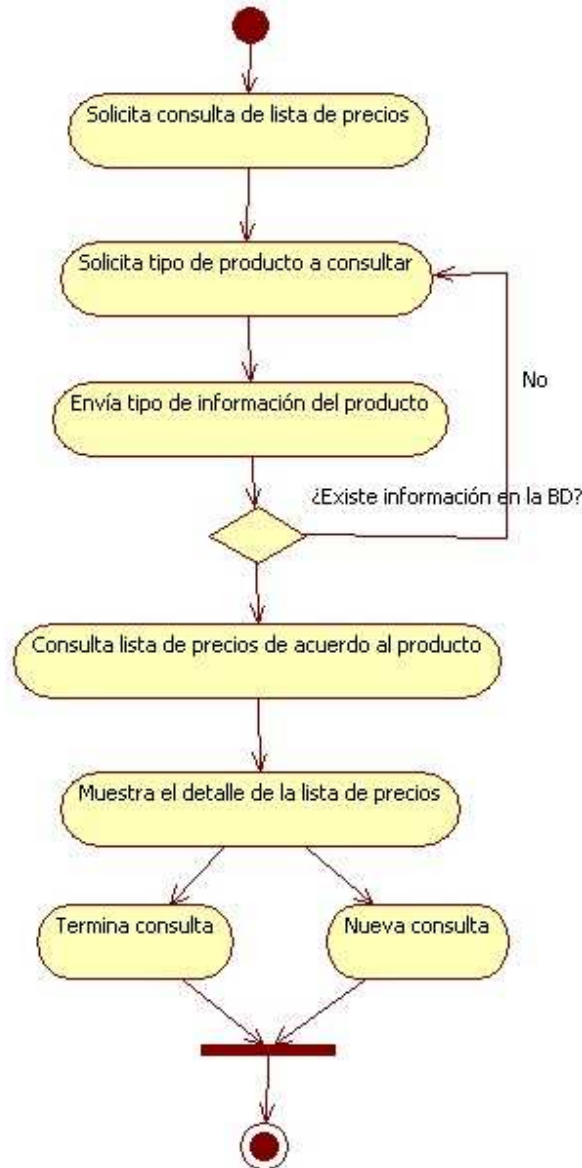 Solicita consulta de lista de precios
Solicita tipo de producto a consultar
No
Envía tipo de información del producto
¿Existe información en la BD?
Consulta lista de precios de acuerdo al producto
Muestra el detalle de la lista de precios
Termina consulta
Nueva consulta